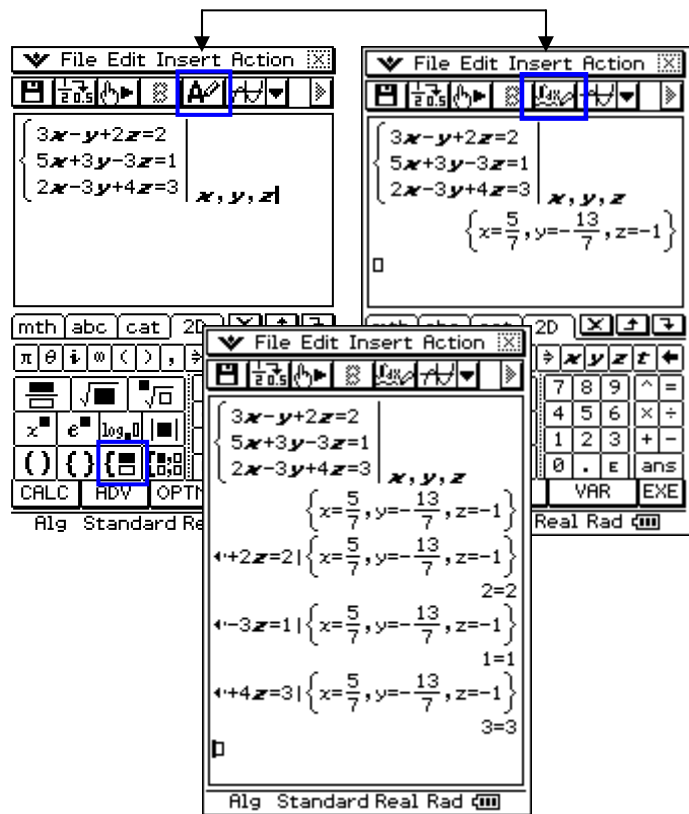 File Edit Insert Action
3x-y+2z=2
5x+3y-3z=1
2x-3y+4z=3
x,y,z
mth abc cat 2D
π θ i ∞ ( ) ,
CALC ADV OPTN
Alg Standard Re
File Edit Insert Action
3x-y+2z=2
5x+3y-3z=1
2x-3y+4z=3
x,y,z
{x=5/7,y=-13/7,z=-1}
2D
x y z t
7 8 9 ^ =
4 5 6 × ÷
1 2 3 + -
0 . E ans
VAR EXE
Real Rad
File Edit Insert Action
3x-y+2z=2
5x+3y-3z=1
2x-3y+4z=3
x,y,z
{x=5/7,y=-13/7,z=-1}
+2z=2|{x=5/7,y=-13/7,z=-1}
2=2
-3z=1|{x=5/7,y=-13/7,z=-1}
1=1
+4z=3|{x=5/7,y=-13/7,z=-1}
3=3
Alg Standard Real Rad